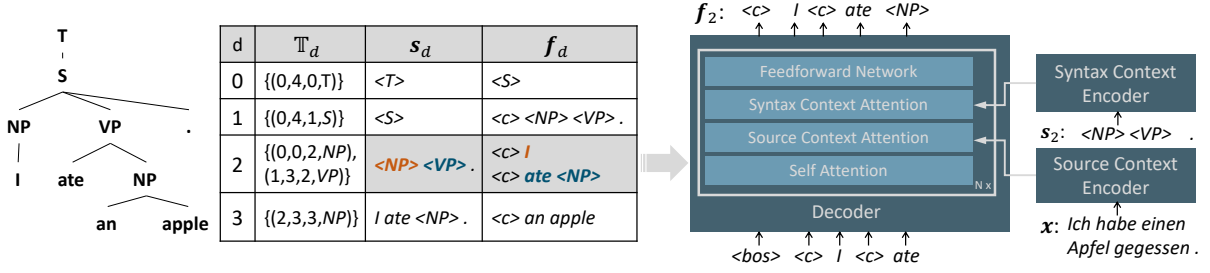 T
S
NP VP .
I ate NP
an apple
d 𝕋d sd fd
0 {(0,4,0,T)} <T> <S>
1 {(0,4,1,S)} <S> <c> <NP> <VP> .
2 {(0,0,2,NP), (1,3,2,VP)} <NP> <VP> . <c> I
<c> ate <NP>
3 {(2,3,3,NP)} I ate <NP> . <c> an apple
f2: <c> I <c> ate <NP>
Feedforward Network
Syntax Context Attention
Source Context Attention
Self Attention
N x
Decoder
<bos> <c> I <c> ate
Syntax Context
Encoder
s2: <NP> <VP> .
Source Context
Encoder
x: Ich habe einen
Apfel gegessen .